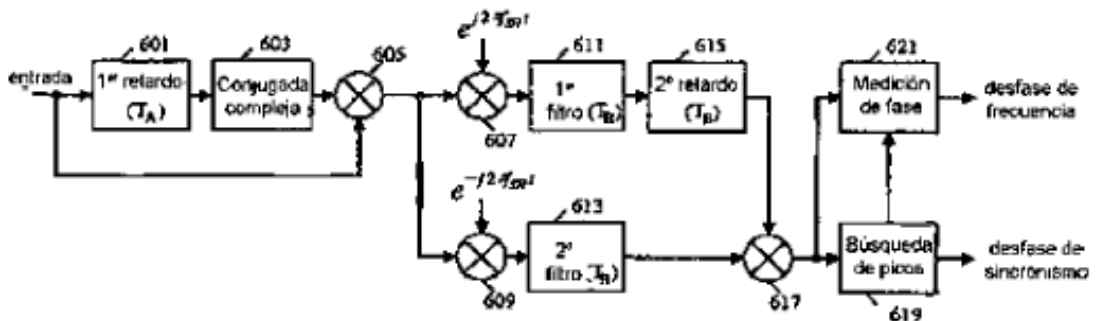 601
603
605
entrada
1er retardo
(TA)
Conjugada
compleja
607
611
1er
filtro (TB)
615
2º retardo
(TB)
621
Medición
de fase
desfase de
frecuencia
609
613
2º
filtro (TB)
617
Búsqueda
de picos
619
desfase de
sincronismo